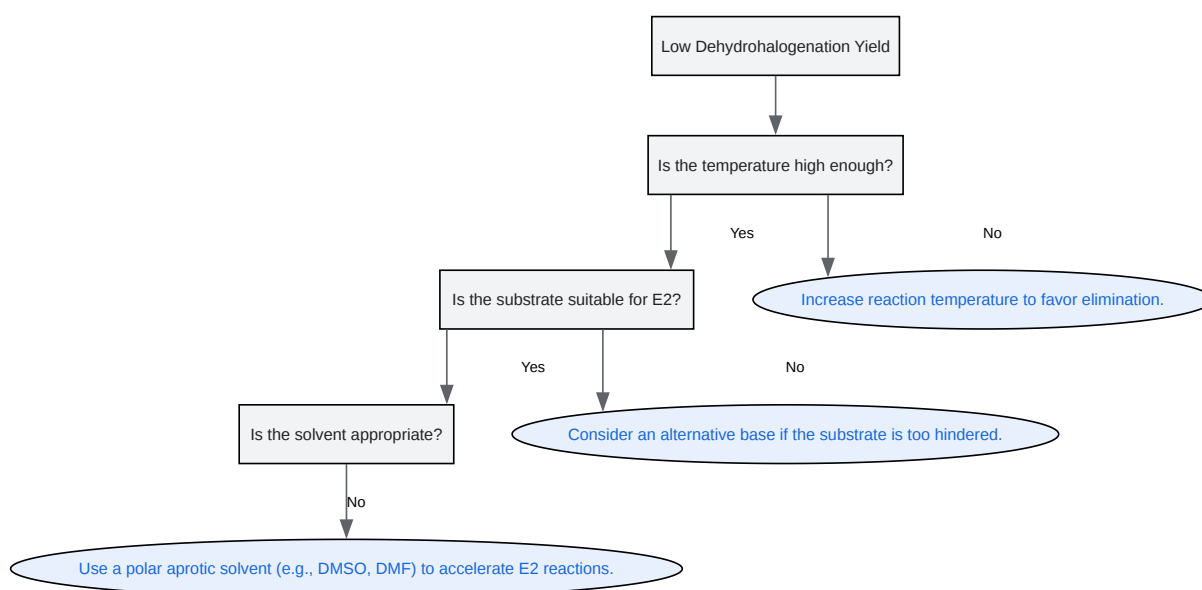 Low Dehydrohalogenation Yield
Is the temperature high enough?
Yes
No
Is the substrate suitable for E2?
Increase reaction temperature to favor elimination.
Yes
No
Is the solvent appropriate?
Consider an alternative base if the substrate is too hindered.
No
Use a polar aprotic solvent (e.g., DMSO, DMF) to accelerate E2 reactions.